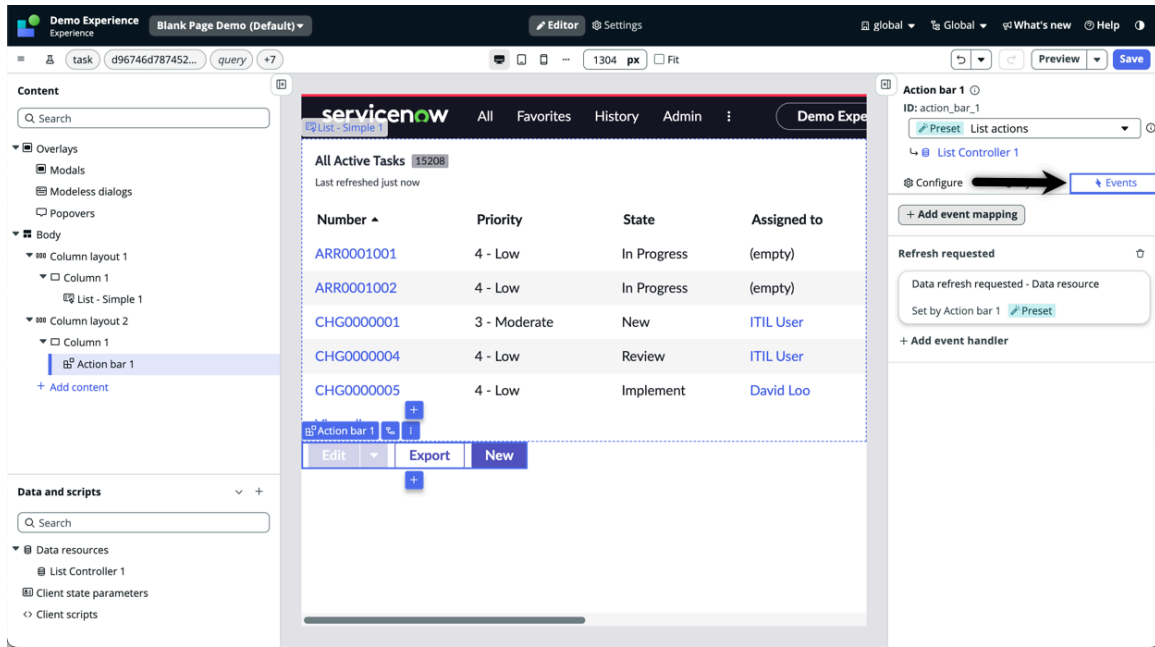 Demo Experience
Experience
Blank Page Demo (Default)
Editor
Settings
global
Global
What's new
Help
task
d96746d787452...
query
+7
1304 px
Fit
Preview
Save
Content
Search
Overlays
Modals
Modeless dialogs
Popovers
Body
Column layout 1
Column 1
List - Simple 1
Column layout 2
Column 1
Action bar 1
+ Add content
Data and scripts
Search
Data resources
List Controller 1
Client state parameters
Client scripts
servicenow
All
Favorites
History
Admin
Demo Expe
List - Simple 1
All Active Tasks 15208
Last refreshed just now
Number Priority State Assigned to
ARR0001001 4 - Low In Progress (empty)
ARR0001002 4 - Low In Progress (empty)
CHG0000001 3 - Moderate New ITIL User
CHG0000004 4 - Low Review ITIL User
CHG0000005 4 - Low Implement David Loo
Action bar 1
Edit
Export
New
Action bar 1
ID: action_bar_1
Preset List actions
List Controller 1
Configure
Events
+ Add event mapping
Refresh requested
Data refresh requested - Data resource
Set by Action bar 1 Preset
+ Add event handler